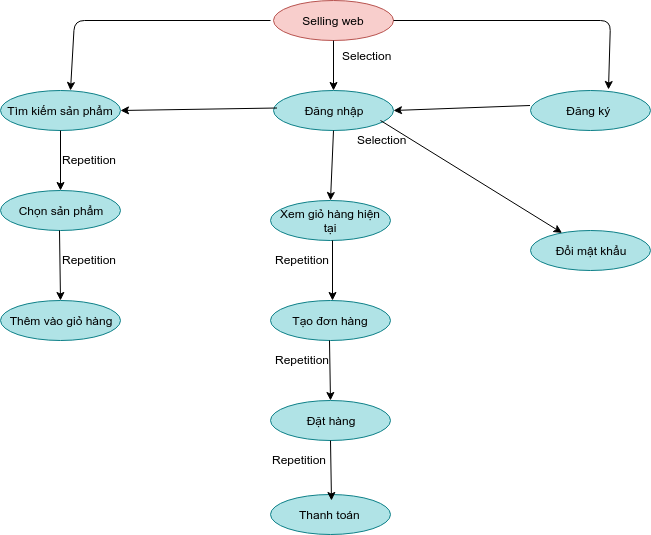 Selling web
Selection
Tìm kiếm sản phẩm
Đăng nhập
Đăng ký
Selection
Repetition
Chọn sản phẩm
Xem giỏ hàng hiện
tại
Đổi mật khẩu
Repetition
Repetition
Thêm vào giỏ hàng
Tạo đơn hàng
Repetition
Đặt hàng
Repetition
Thanh toán